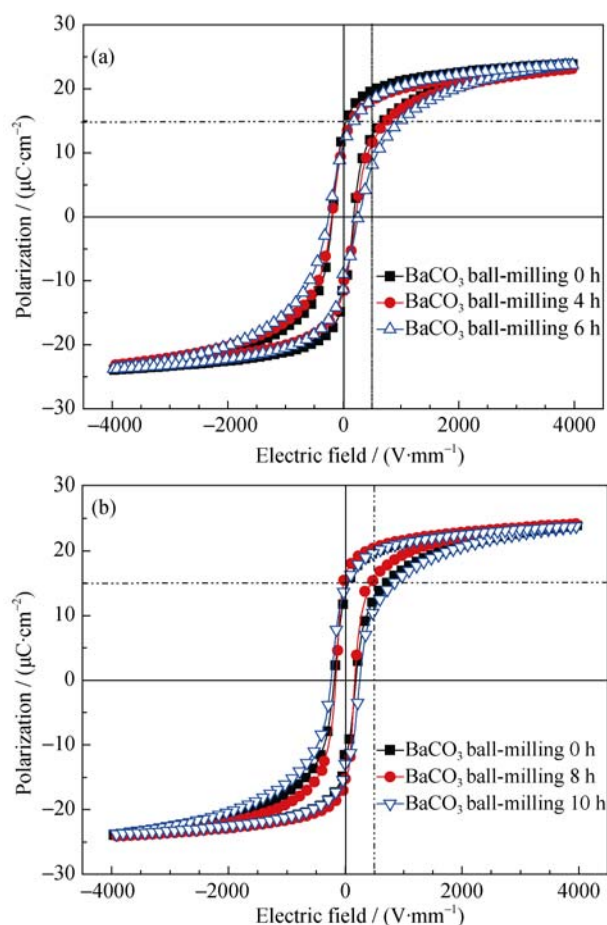 (a)
30
20
10
0
−10
−20
−30
Polarization / (μC·cm⁻²)
BaCO₃ ball-milling 0 h
BaCO₃ ball-milling 4 h
BaCO₃ ball-milling 6 h
−4000 −2000 0 2000 4000
Electric field / (V·mm⁻¹)
(b)
30
20
10
0
−10
−20
−30
Polarization / (μC·cm⁻²)
BaCO₃ ball-milling 0 h
BaCO₃ ball-milling 8 h
BaCO₃ ball-milling 10 h
−4000 −2000 0 2000 4000
Electric field / (V·mm⁻¹)